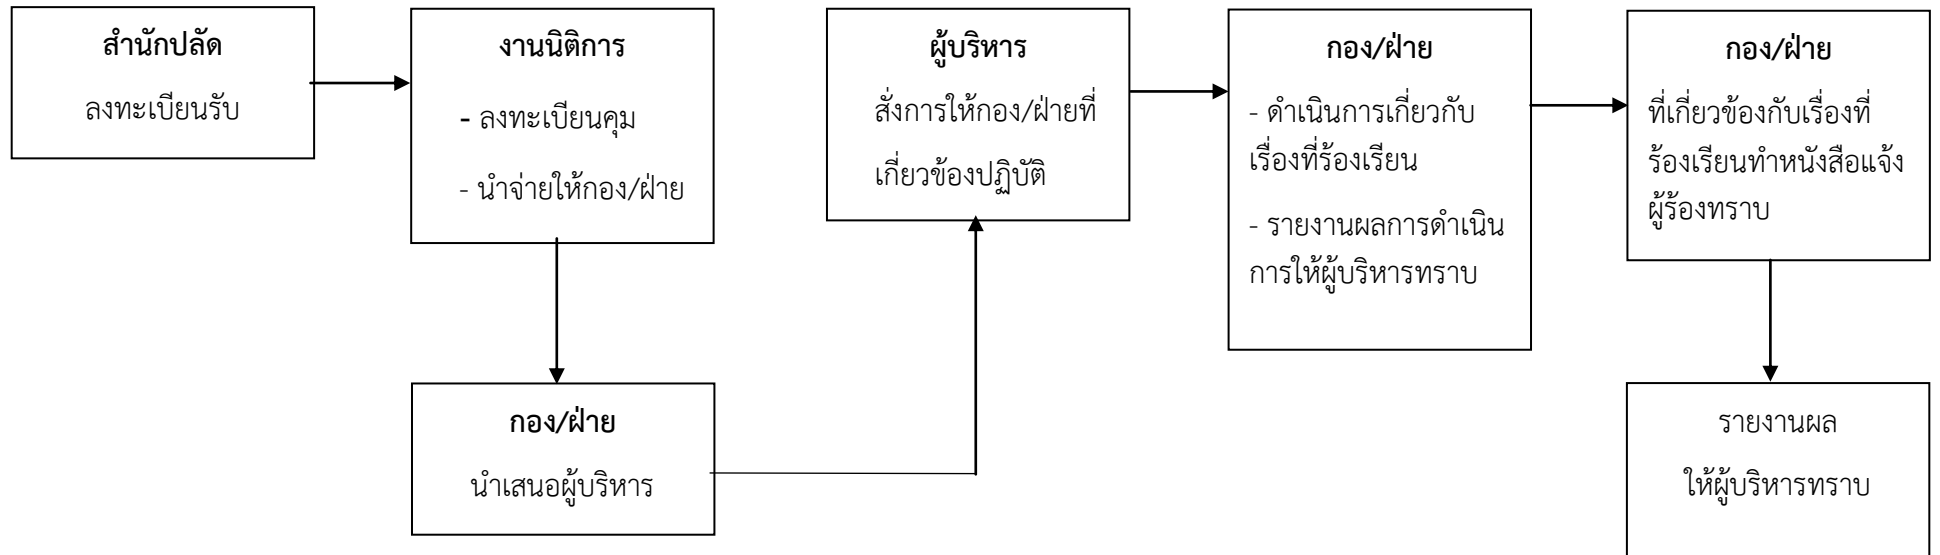 สำนักปลัด
ลงทะเบียนรับ
งานนิติการ
- ลงทะเบียนคุม
- นำจ่ายให้กอง/ฝ่าย
กอง/ฝ่าย
นำเสนอผู้บริหาร
ผู้บริหาร
สั่งการให้กอง/ฝ่ายที่
เกี่ยวข้องปฏิบัติ
กอง/ฝ่าย
- ดำเนินการเกี่ยวกับ
เรื่องที่ร้องเรียน
- รายงานผลการดำเนิน
การให้ผู้บริหารทราบ
กอง/ฝ่าย
ที่เกี่ยวข้องกับเรื่องที่
ร้องเรียนทำหนังสือแจ้ง
ผู้ร้องทราบ
รายงานผล
ให้ผู้บริหารทราบ